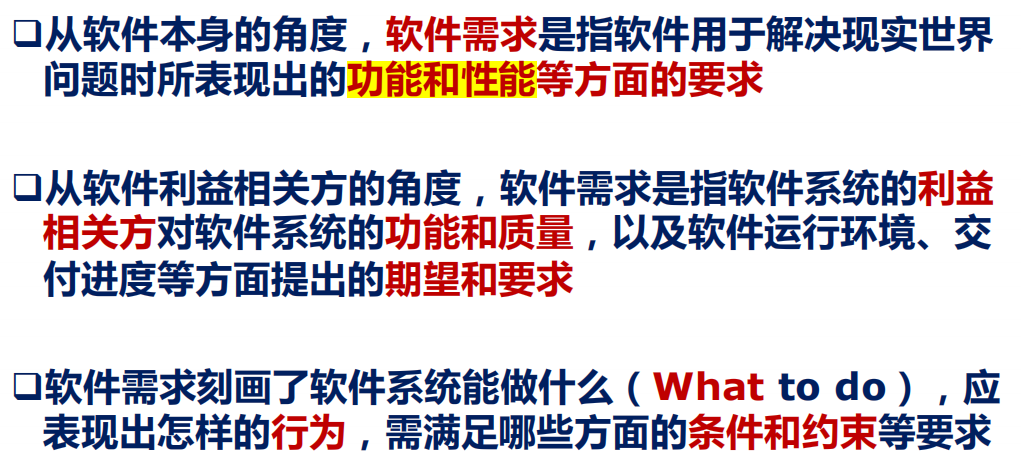 ❑从软件本身的角度，软件需求是指软件用于解决现实世界
问题时所表现出的功能和性能等方面的要求
❑从软件利益相关方的角度，软件需求是指软件系统的利益
相关方对软件系统的功能和质量，以及软件运行环境、交
付进度等方面提出的期望和要求
❑软件需求刻画了软件系统能做什么（What to do），应
表现出怎样的行为，需满足哪些方面的条件和约束等要求